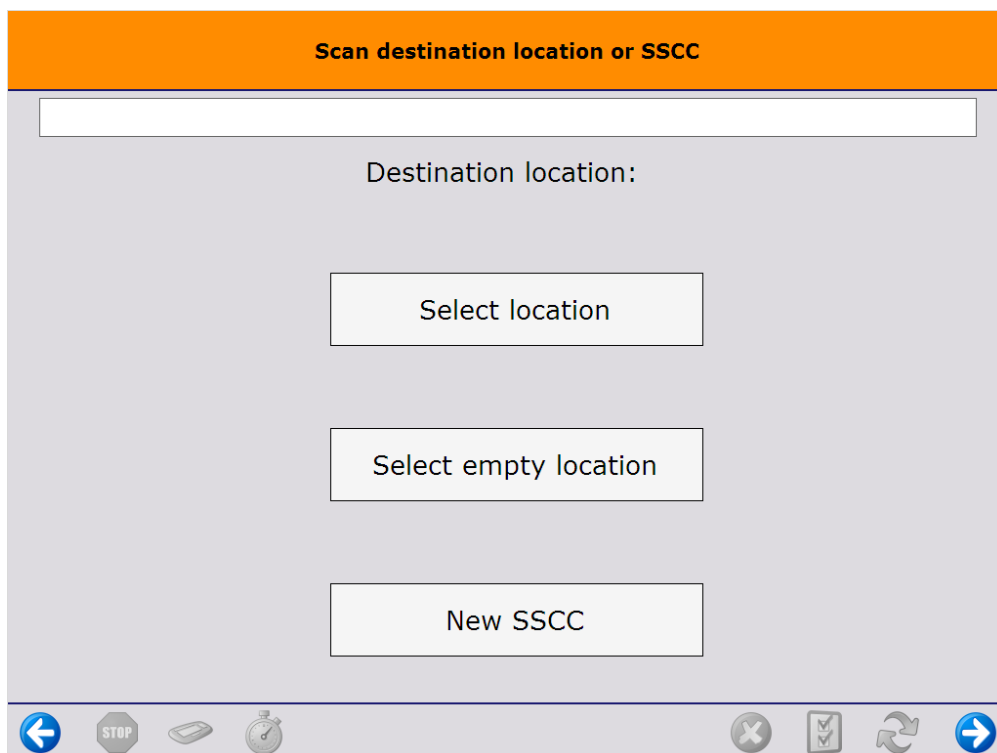 Scan destination location or SSCC
Destination location:
Select location
Select empty location
New SSCC
STOP